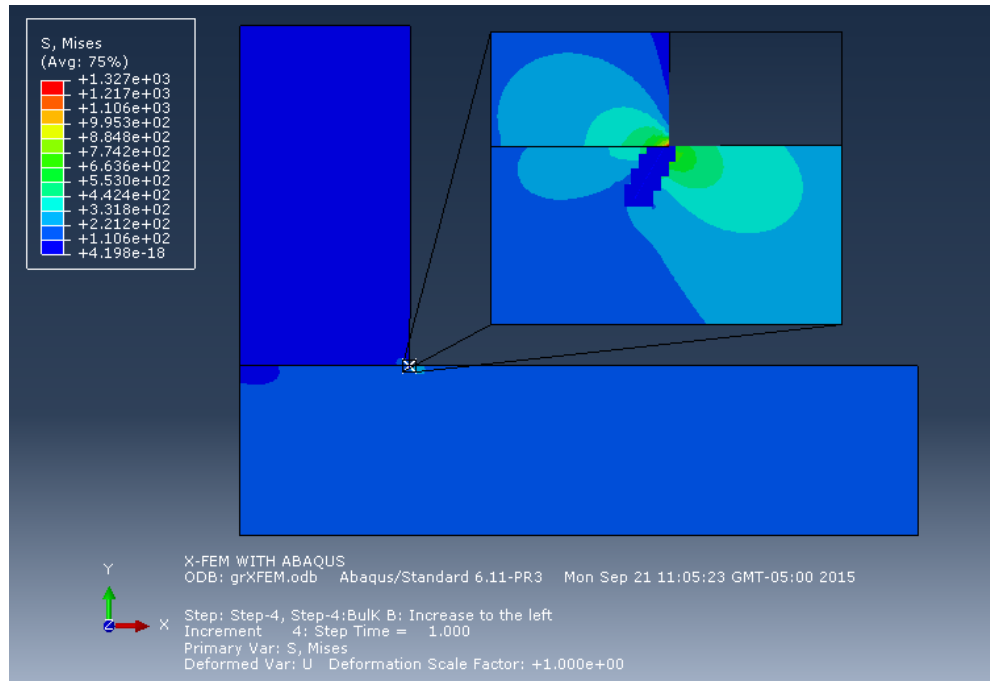 S, Mises
(Avg: 75%)
+1.327e+03
+1.217e+03
+1.106e+03
+9.953e+02
+8.848e+02
+7.742e+02
+6.636e+02
+5.530e+02
+4.424e+02
+3.318e+02
+2.212e+02
+1.106e+02
+4.198e-18
X-FEM WITH ABAQUS
ODB: grXFEM.odb Abaqus/Standard 6.11-PR3 Mon Sep 21 11:05:23 GMT-05:00 2015
Y
Z
X
Step: Step-4, Step-4:BulK B: Increase to the left
Increment 4: Step Time = 1.000
Primary Var: S, Mises
Deformed Var: U Deformation Scale Factor: +1.000e+00